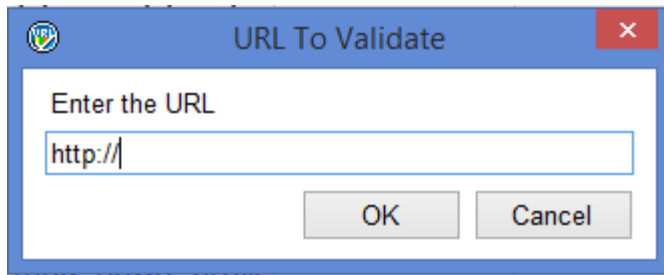 URL To Validate
Enter the URL
http://
OK
Cancel